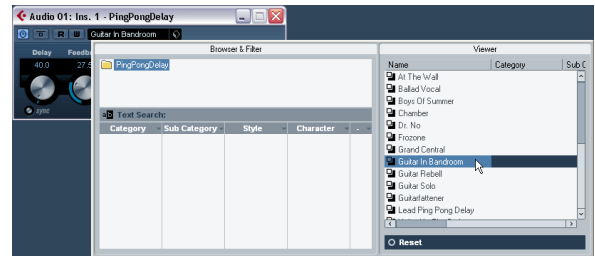 Audio 01: Ins. 1 - PingPongDelay
R W Guitar In Bandroom
Delay Feedb
40.0 27.5
sync
Browser & Filter
PingPongDelay
Text Search:
Category Sub Category Style Character -
Viewer
Name Category Sub C
At The Wall
Ballad Vocal
Boys Of Summer
Chamber
Dr. No
Frozone
Grand Central
Guitar In Bandroom
Guitar Rebell
Guitar Solo
Guitarfattener
Lead Ping Pong Delay
Reset